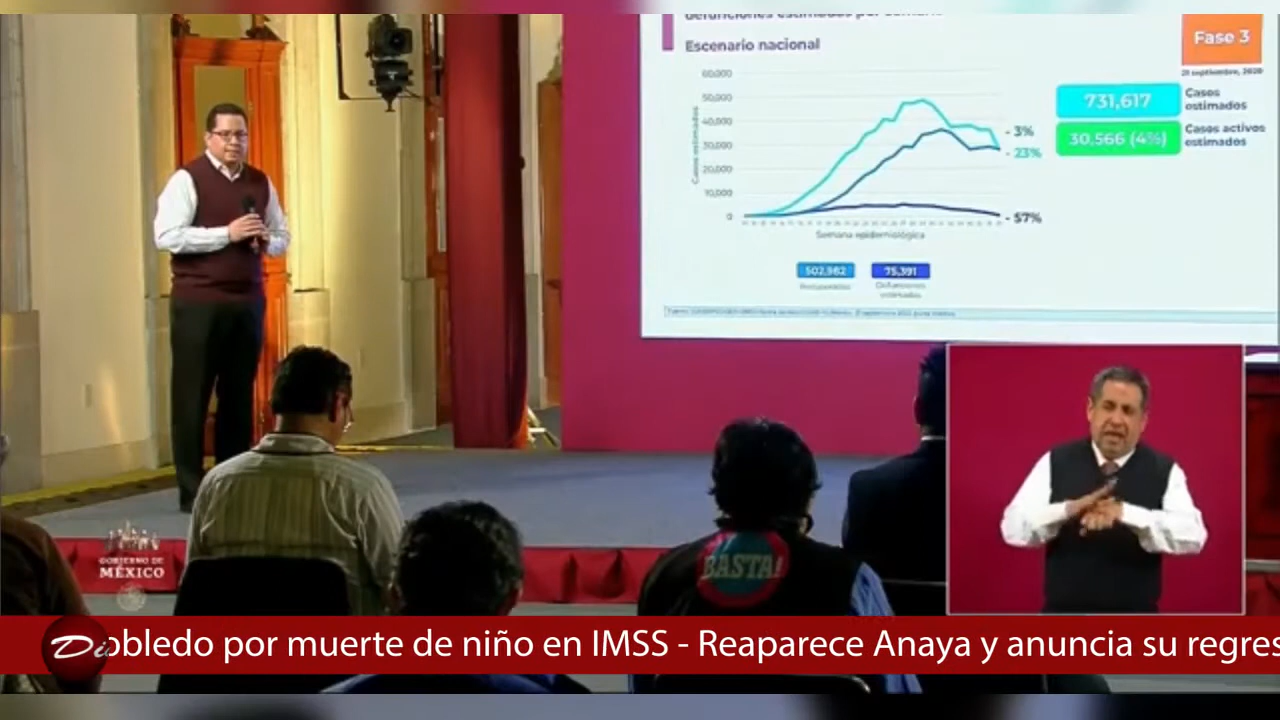 Escenario nacional
Fase 3
21 septiembre, 2020
60,000
50,000
40,000
30,000
20,000
10,000
0
Casos estimados
- 3%
- 23%
- 57%
Semana epidemiológica
731,617
Casos
estimados
30,566 (4%)
Casos activos
estimados
502,982
75,391
Defunciones
estimadas
¡BASTA!
GOBIERNO DE
MÉXICO
obledo por muerte de niño en IMSS - Reaparece Anaya y anuncia su regres